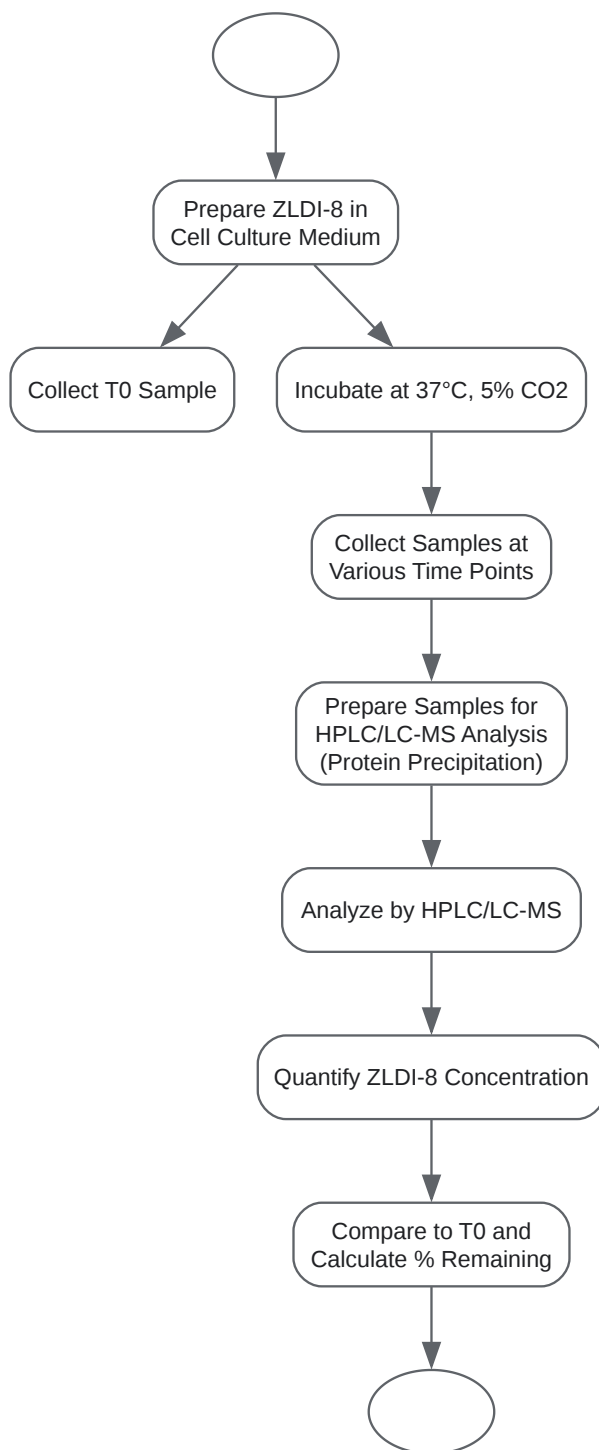 Prepare ZLDI-8 in
Cell Culture Medium
Collect T0 Sample
Incubate at 37°C, 5% CO2
Collect Samples at
Various Time Points
Prepare Samples for
HPLC/LC-MS Analysis
(Protein Precipitation)
Analyze by HPLC/LC-MS
Quantify ZLDI-8 Concentration
Compare to T0 and
Calculate % Remaining